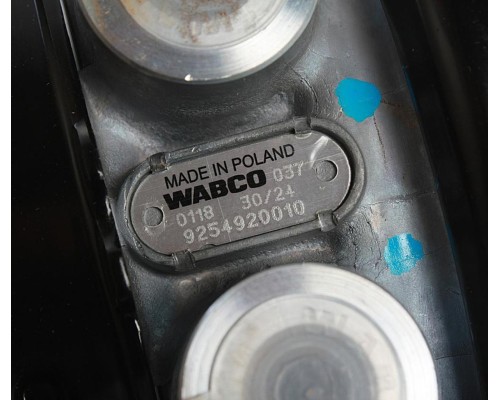 MADE IN POLAND
WABCO 037
0118 30/24
9254920010